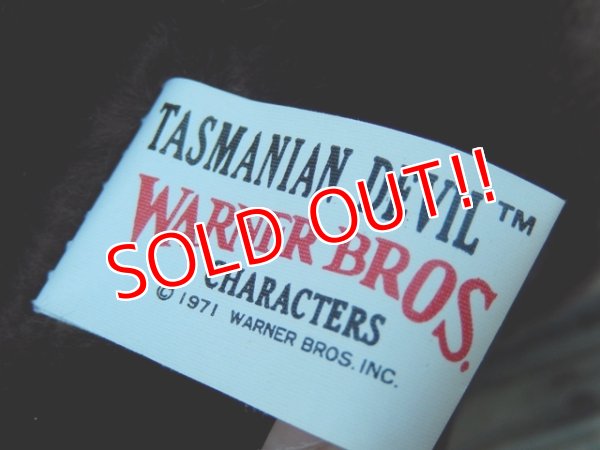 TASMANIAN DEVIL™
WARNER BROS.
CHARACTERS
© 1971 WARNER BROS. INC.
SOLD OUT!!